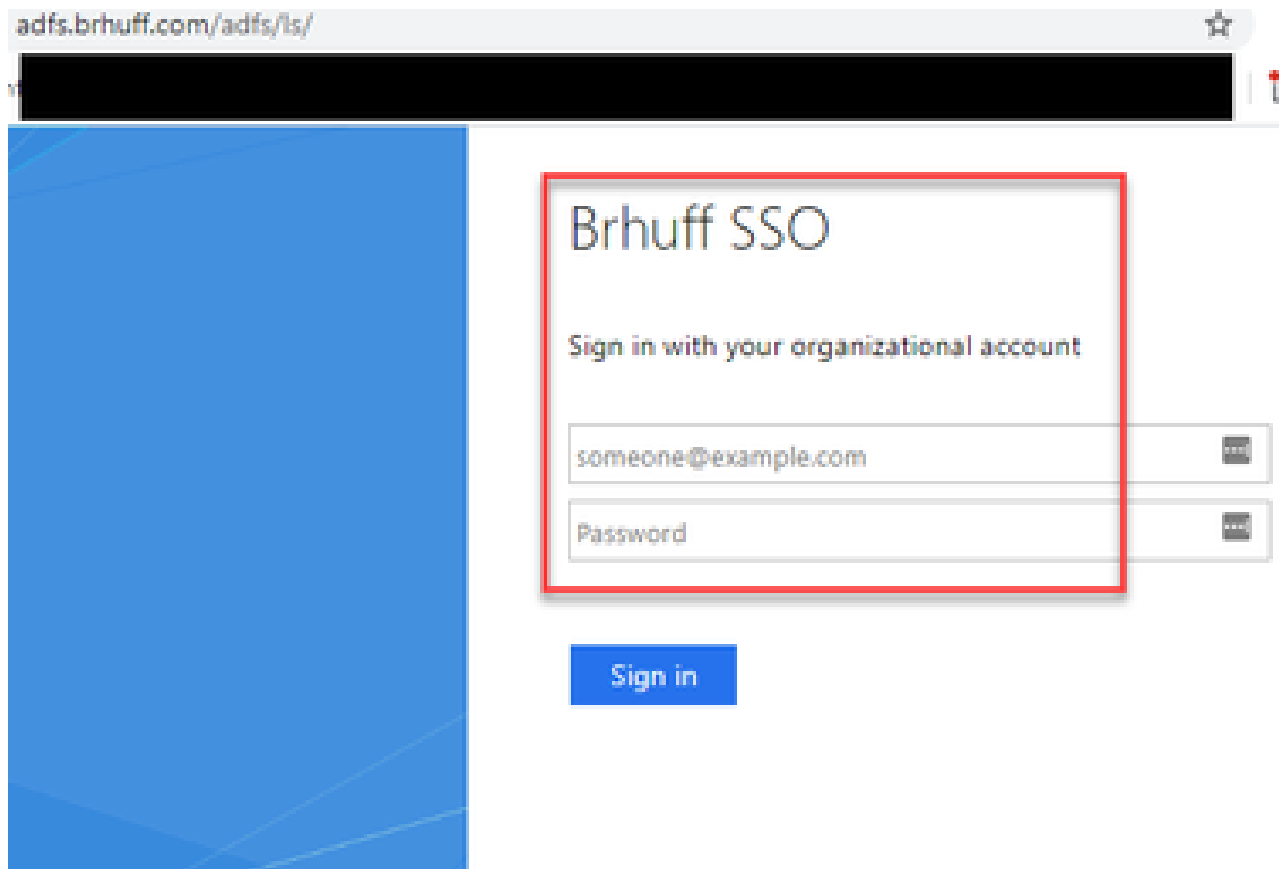 adfs.brhuff.com/adfs/ls/
Brhuff SSO
Sign in with your organizational account
someone@example.com
Password
Sign in